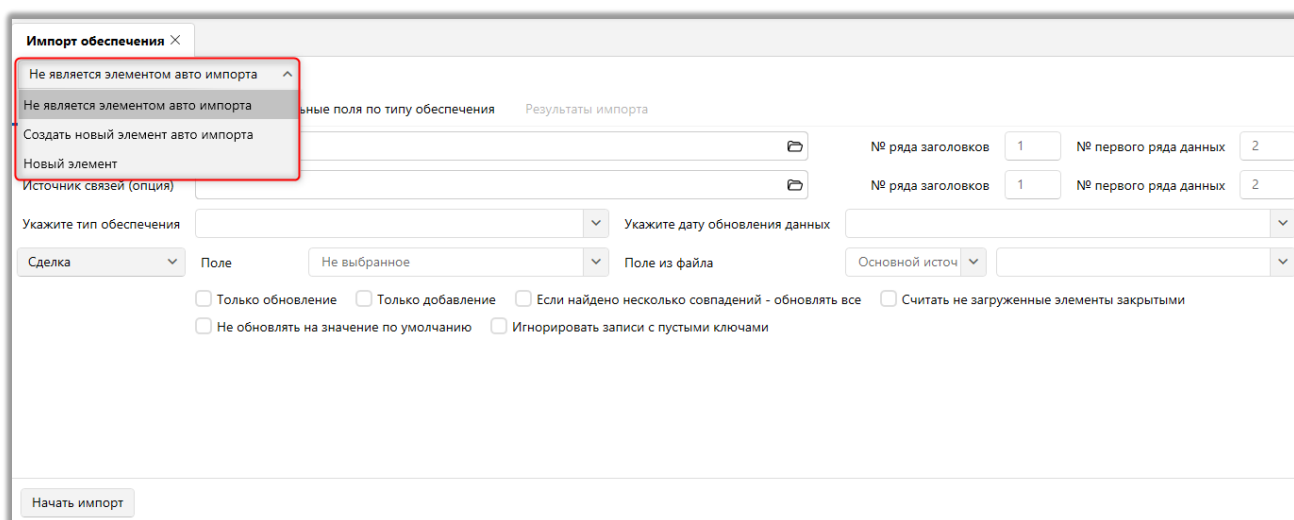 Импорт обеспечения ×
Не является элементом авто импорта
Не является элементом авто импорта
ьные поля по типу обеспечения Результаты импорта
Создать новый элемент авто импорта
№ ряда заголовков 1 № первого ряда данных 2
Новый элемент
Источник связей (опция) № ряда заголовков 1 № первого ряда данных 2
Укажите тип обеспечения Укажите дату обновления данных
Сделка Поле Не выбранное Поле из файла Основной источ
Только обновление Только добавление Если найдено несколько совпадений - обновлять все Считать не загруженные элементы закрытыми
Не обновлять на значение по умолчанию Игнорировать записи с пустыми ключами
Начать импорт